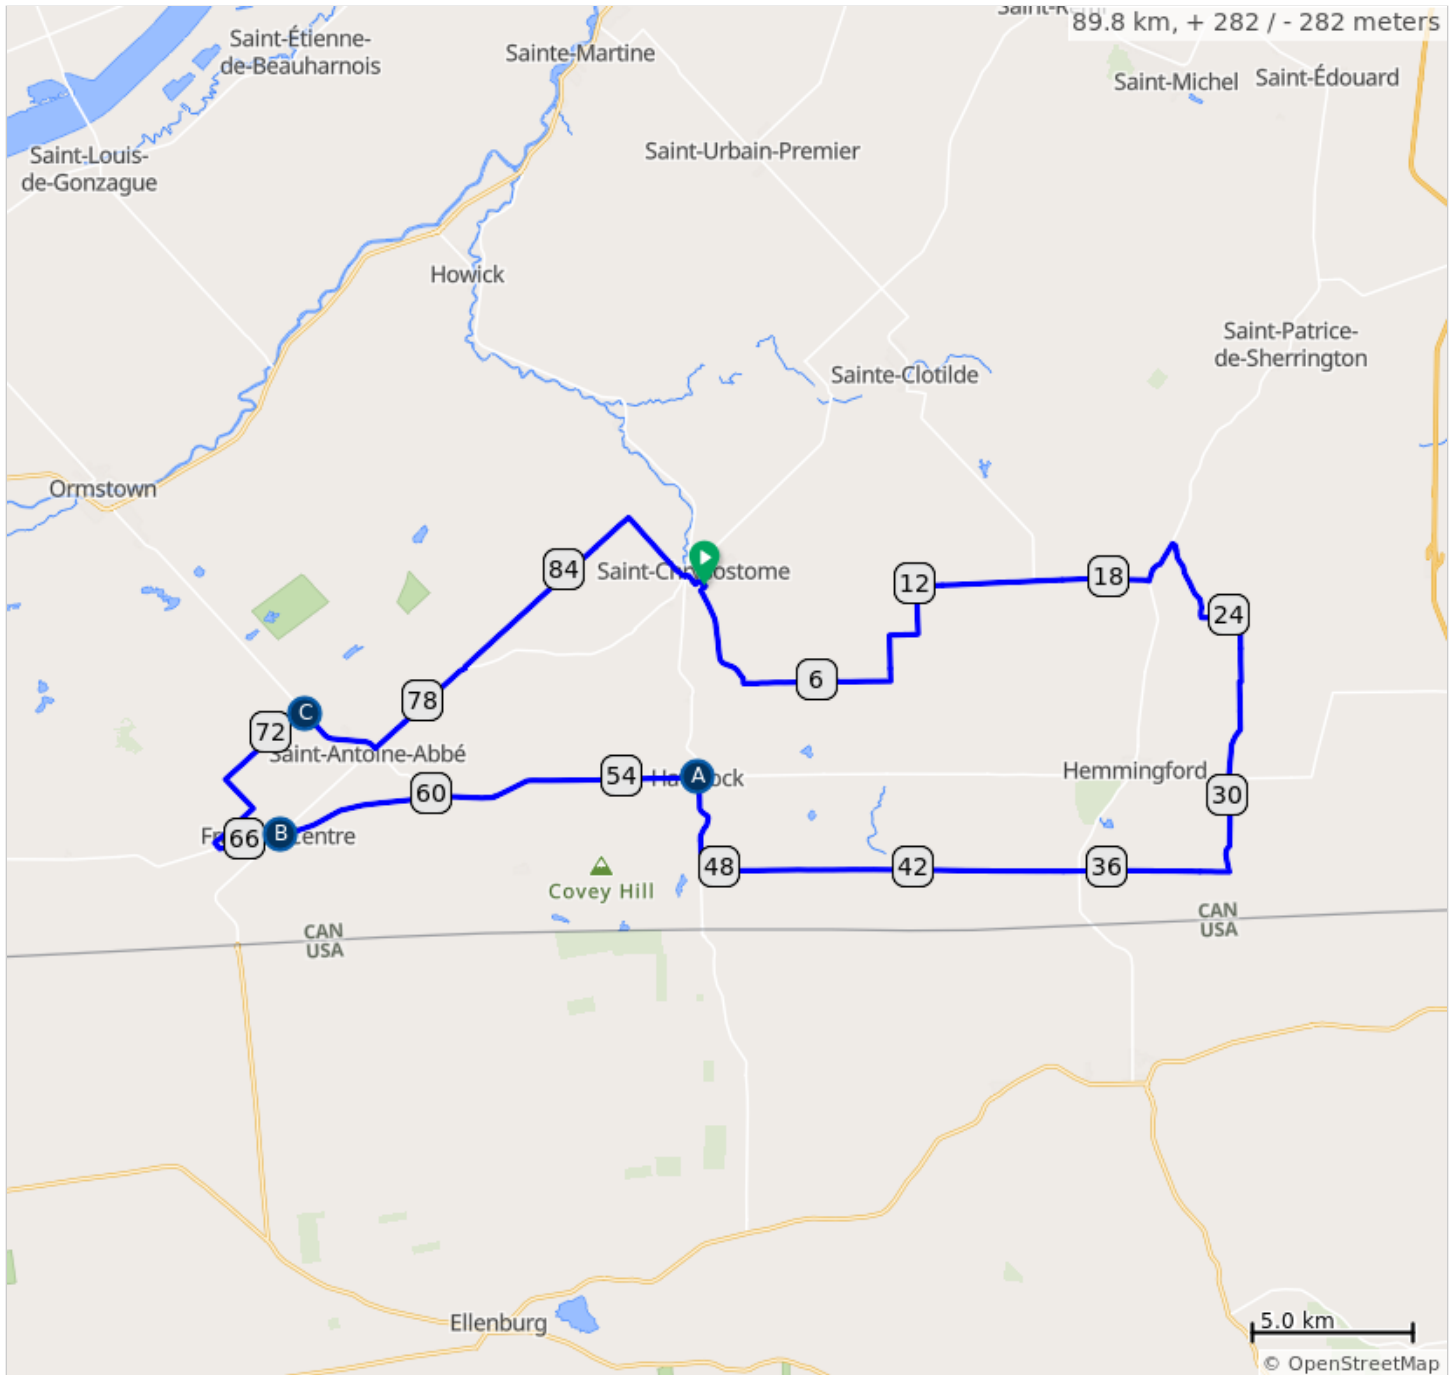 Saint-Étienne-
de-Beauharnois
Sainte-Martine
89.8 km, + 282 / - 282 meters
Saint-Michel
Saint-Édouard
Saint-Louis-
de-Gonzague
Saint-Urbain-Premier
Howick
Saint-Patrice-
de-Sherrington
Sainte-Clotilde
Ormstown
84
12
18
24
6
78
C
72
Saint-Antoine-Abbé
54
A
Hemmingford
60
30
66
B
48
42
36
Covey Hill
CAN
USA
CAN
USA
Ellenburg
5.0 km
© OpenStreetMap